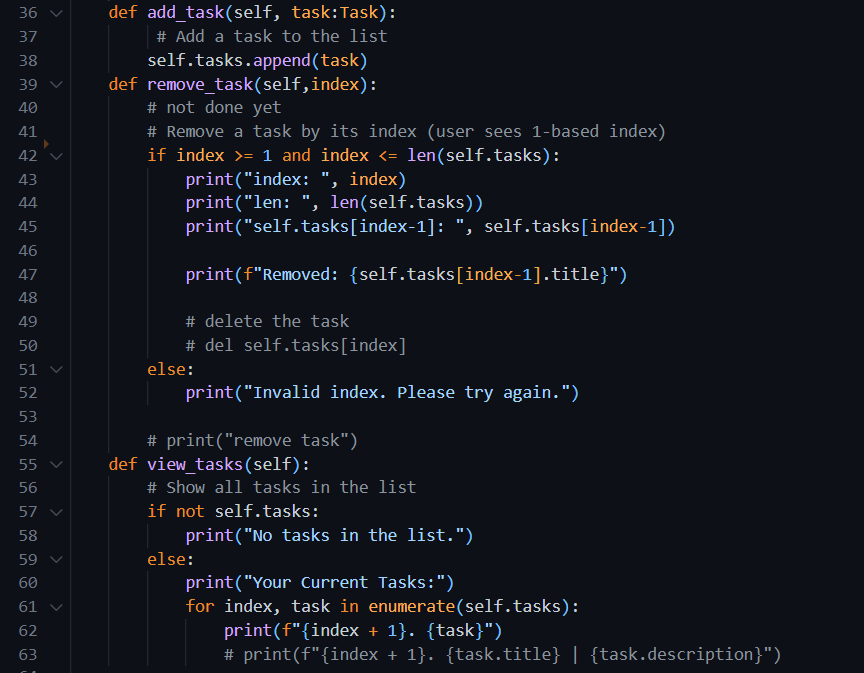 36 def add_task(self, task:Task):
37 # Add a task to the list
38 self.tasks.append(task)
39 def remove_task(self,index):
40 # not done yet
41 # Remove a task by its index (user sees 1-based index)
42 if index >= 1 and index <= len(self.tasks):
43 print("index: ", index)
44 print("len: ", len(self.tasks))
45 print("self.tasks[index-1]: ", self.tasks[index-1])
46
47 print(f"Removed: {self.tasks[index-1].title}")
48
49 # delete the task
50 # del self.tasks[index]
51 else:
52 print("Invalid index. Please try again.")
53
54 # print("remove task")
55 def view_tasks(self):
56 # Show all tasks in the list
57 if not self.tasks:
58 print("No tasks in the list.")
59 else:
60 print("Your Current Tasks:")
61 for index, task in enumerate(self.tasks):
62 print(f"{index + 1}. {task}")
63 # print(f"{index + 1}. {task.title} | {task.description}")